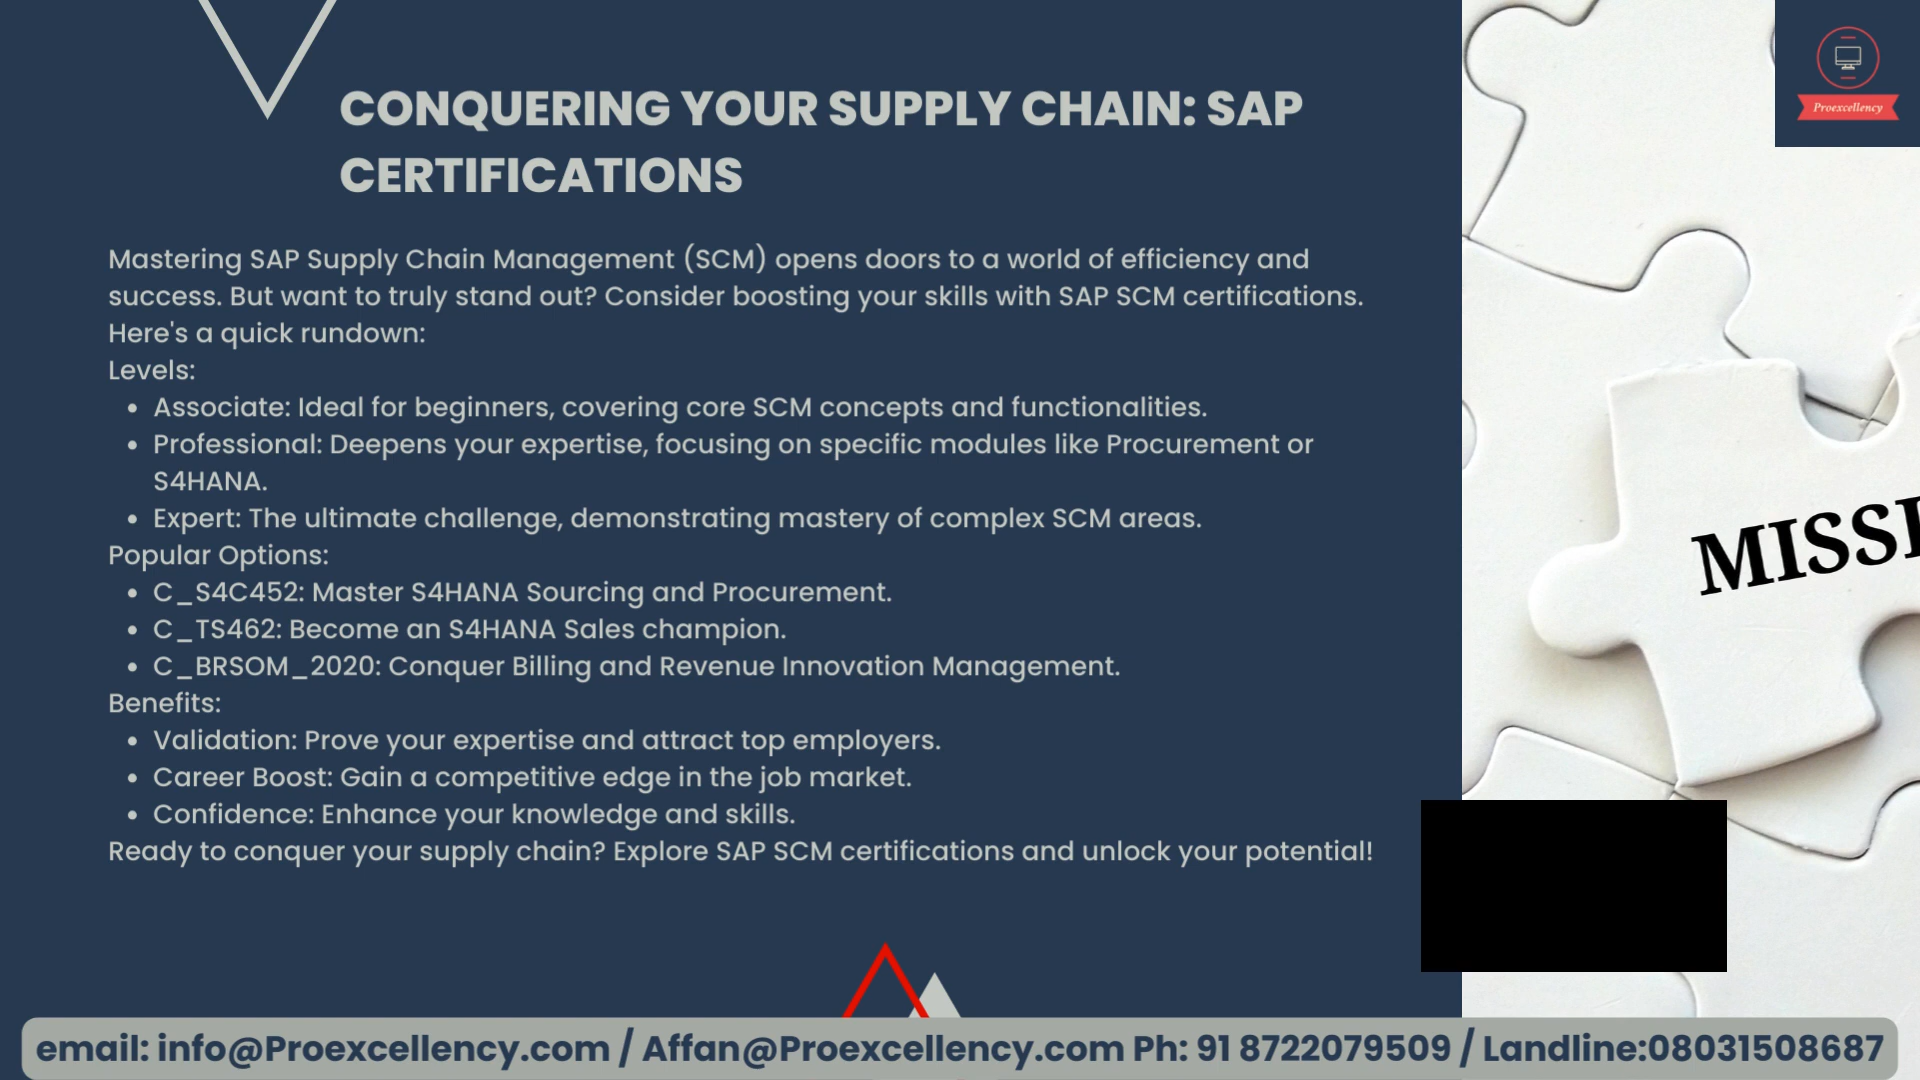 CONQUERING YOUR SUPPLY CHAIN: SAP
CERTIFICATIONS
Proexcellency
Mastering SAP Supply Chain Management (SCM) opens doors to a world of efficiency and
success. But want to truly stand out? Consider boosting your skills with SAP SCM certifications.
Here's a quick rundown:
Levels:
• Associate: Ideal for beginners, covering core SCM concepts and functionalities.
• Professional: Deepens your expertise, focusing on specific modules like Procurement or
S4HANA.
• Expert: The ultimate challenge, demonstrating mastery of complex SCM areas.
Popular Options:
• C_S4C452: Master S4HANA Sourcing and Procurement.
• C_TS462: Become an S4HANA Sales champion.
• C_BRSOM_2020: Conquer Billing and Revenue Innovation Management.
Benefits:
• Validation: Prove your expertise and attract top employers.
• Career Boost: Gain a competitive edge in the job market.
• Confidence: Enhance your knowledge and skills.
Ready to conquer your supply chain? Explore SAP SCM certifications and unlock your potential!
email: info@Proexcellency.com / Affan@Proexcellency.com Ph: 91 8722079509 / Landline:08031508687